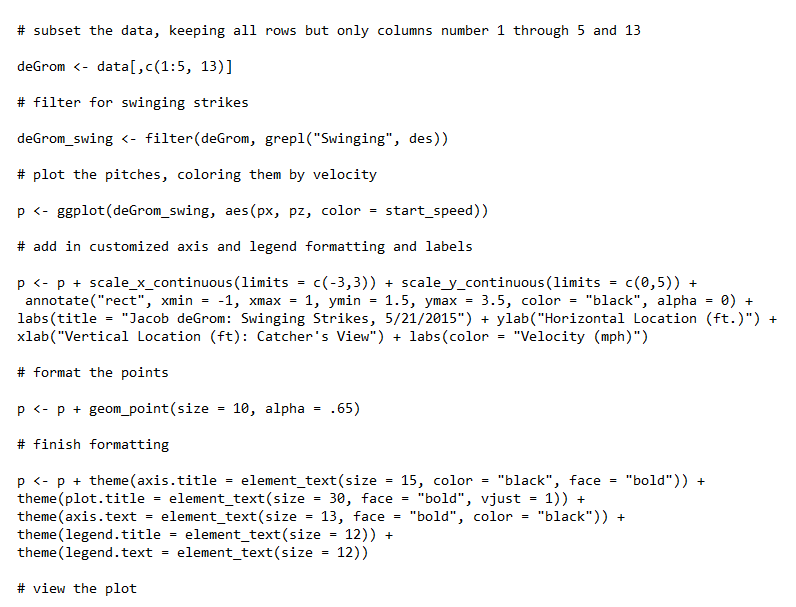 # subset the data, keeping all rows but only columns number 1 through 5 and 13
deGrom <- data[,c(1:5, 13)]
# filter for swinging strikes
deGrom_swing <- filter(deGrom, grepl("Swinging", des))
# plot the pitches, coloring them by velocity
p <- ggplot(deGrom_swing, aes(px, pz, color = start_speed))
# add in customized axis and legend formatting and labels
p <- p + scale_x_continuous(limits = c(-3,3)) + scale_y_continuous(limits = c(0,5)) +
annotate("rect", xmin = -1, xmax = 1, ymin = 1.5, ymax = 3.5, color = "black", alpha = 0) +
labs(title = "Jacob deGrom: Swinging Strikes, 5/21/2015") + ylab("Horizontal Location (ft.)") +
xlab("Vertical Location (ft): Catcher's View") + labs(color = "Velocity (mph)")
# format the points
p <- p + geom_point(size = 10, alpha = .65)
# finish formatting
p <- p + theme(axis.title = element_text(size = 15, color = "black", face = "bold")) +
theme(plot.title = element_text(size = 30, face = "bold", vjust = 1)) +
theme(axis.text = element_text(size = 13, face = "bold", color = "black")) +
theme(legend.title = element_text(size = 12)) +
theme(legend.text = element_text(size = 12))
# view the plot